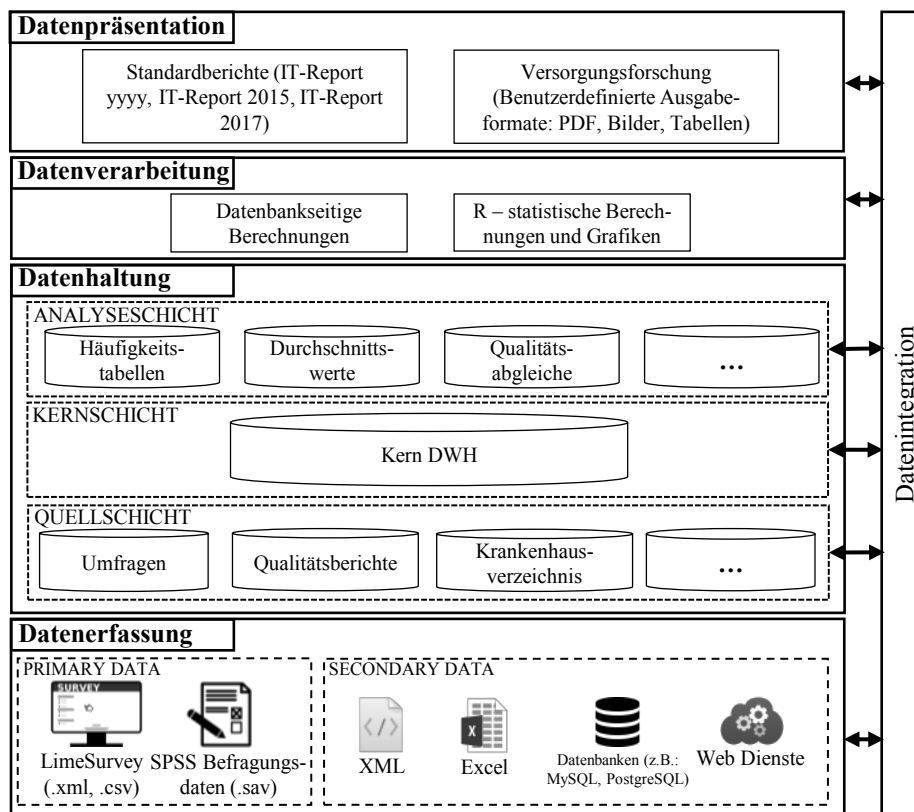 Datenpräsentation
Standardberichte (IT-Report
yyyy, IT-Report 2015, IT-Report
2017)
Versorgungsforschung
(Benutzerdefinierte Ausgabe-
formate: PDF, Bilder, Tabellen)
Datenverarbeitung
Datenbankseitige
Berechnungen
R – statistische Berech-
nungen und Grafiken
Datenhaltung
ANALYSESCHICHT
Häufigkeits-
tabellen
Durchschnitts-
werte
Qualitäts-
abgleiche
...
KERNSCHICHT
Kern DWH
QUELLSCHICHT
Umfragen
Qualitätsberichte
Krankenhaus-
verzeichnis
...
Datenerfassung
PRIMARY DATA
SURVEY
LimeSurvey
(.xml, .csv)
SPSS Befragungs-
daten (.sav)
SECONDARY DATA
</>
XML
X
Excel
Datenbanken (z.B.:
MySQL, PostgreSQL)
Web Dienste
Datenintegration